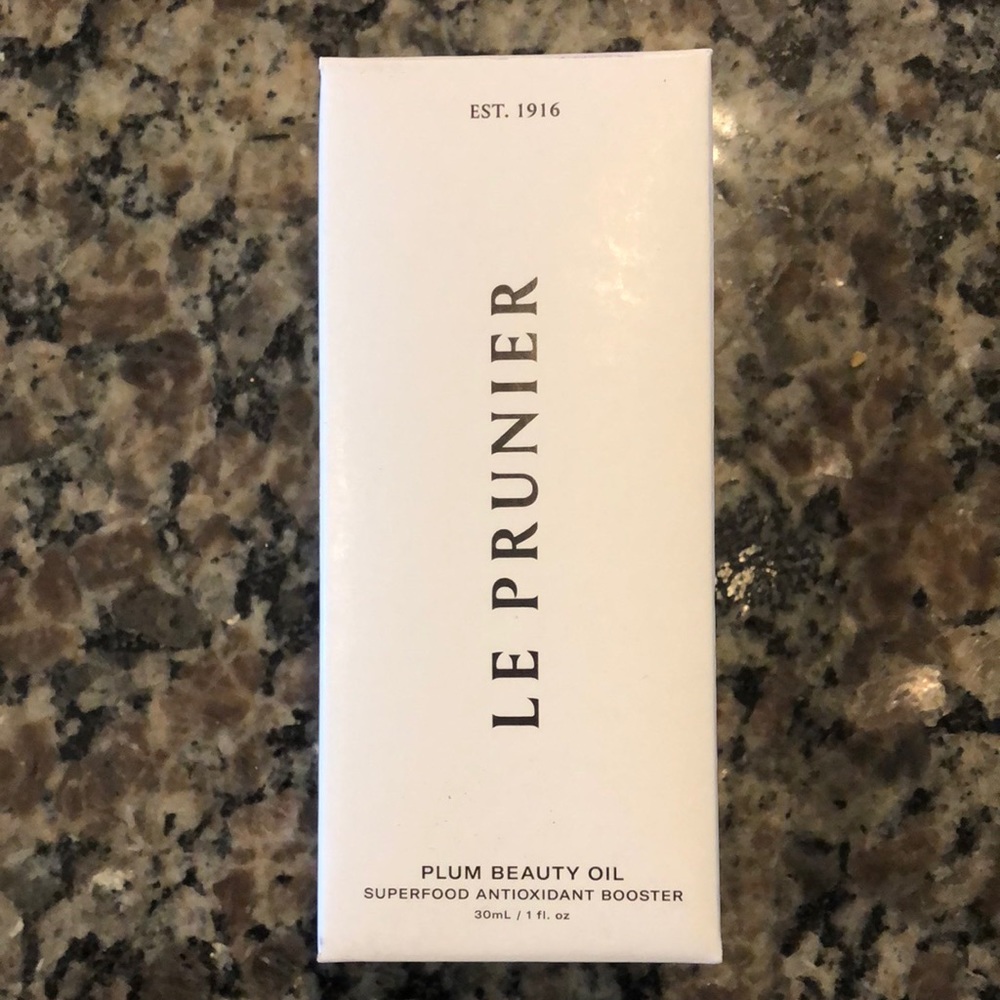 EST. 1916
LE PRUNIER
PLUM BEAUTY OIL
SUPERFOOD ANTIOXIDANT BOOSTER
30mL / 1 fl. oz